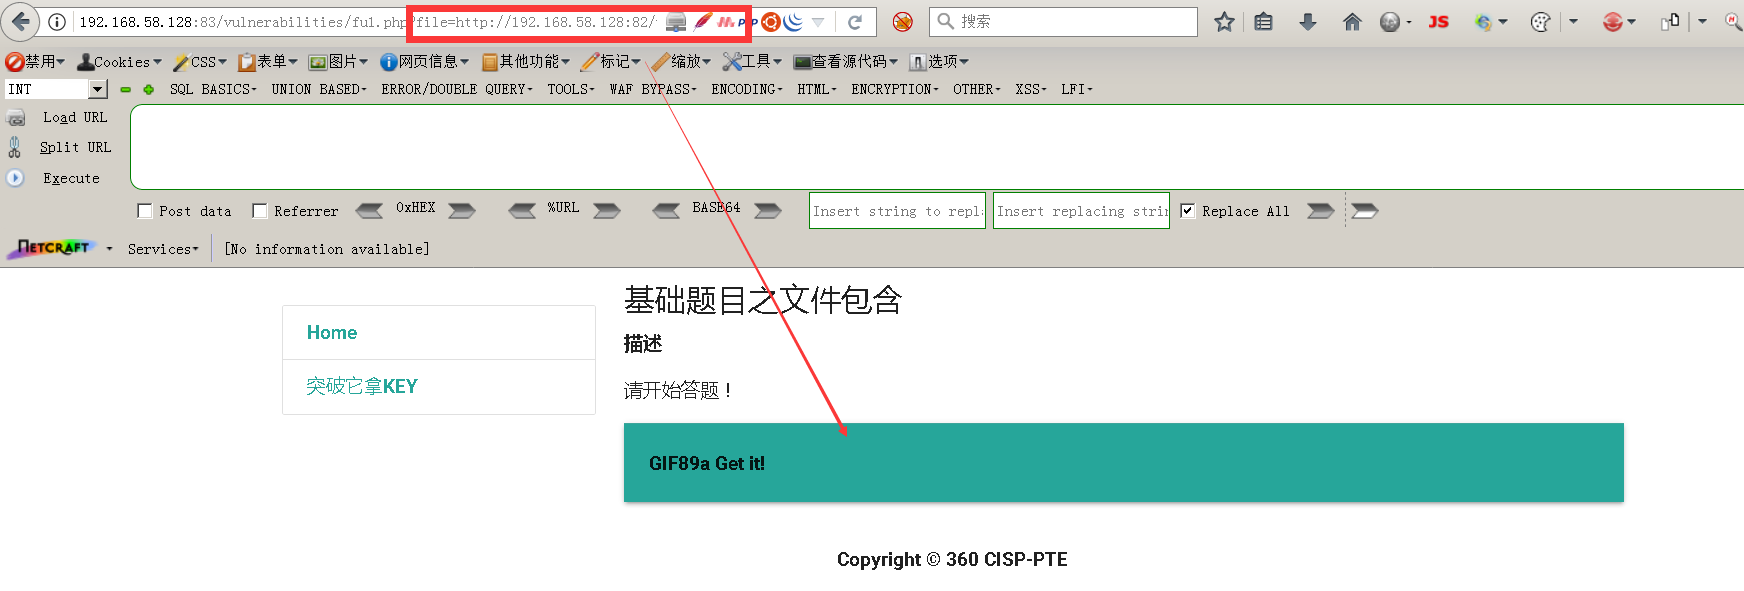 192.168.58.128:83/vulnerabilities/fu1.php?file=http://192.168.58.128:82/ 搜索 JS
禁用 Cookies CSS 表单 图片 网页信息 其他功能 标记 缩放 工具 查看源代码 选项
INT SQL BASICS UNION BASED ERROR/DOUBLE QUERY TOOLS WAF BYPASS ENCODING HTML ENCRYPTION OTHER XSS LFI
Load URL
Split URL
Execute
Post data Referrer 0xHEX %URL BASE64 Insert string to repl Insert replacing strin Replace All
NETCRAFT Services [No information available]
基础题目之文件包含
Home
描述
突破它拿KEY
请开始答题！
GIF89a Get it!
Copyright © 360 CISP-PTE